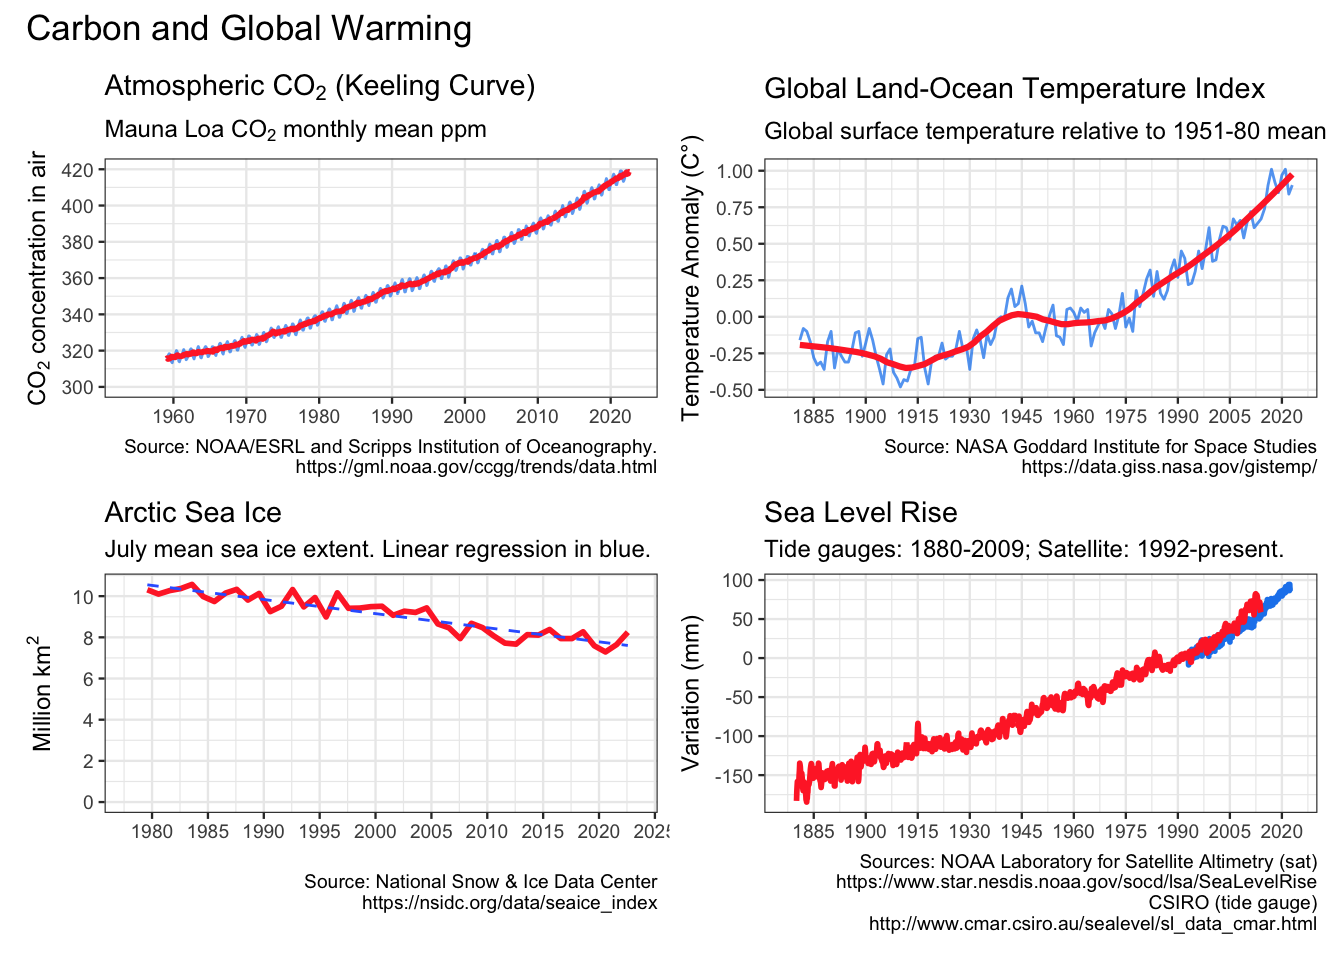 Carbon and Global Warming
Atmospheric CO₂ (Keeling Curve)
Mauna Loa CO₂ monthly mean ppm
CO₂ concentration in air
420
400
380
360
340
320
300
1960 1970 1980 1990 2000 2010 2020
Source: NOAA/ESRL and Scripps Institution of Oceanography.
https://gml.noaa.gov/ccgg/trends/data.html
Global Land-Ocean Temperature Index
Global surface temperature relative to 1951-80 mean
Temperature Anomaly (C°)
1.00
0.75
0.50
0.25
0.00
-0.25
-0.50
1885 1900 1915 1930 1945 1960 1975 1990 2005 2020
Source: NASA Goddard Institute for Space Studies
https://data.giss.nasa.gov/gistemp/
Arctic Sea Ice
July mean sea ice extent. Linear regression in blue.
Million km²
10
8
6
4
2
0
1980 1985 1990 1995 2000 2005 2010 2015 2020 2025
Source: National Snow & Ice Data Center
https://nsidc.org/data/seaice_index
Sea Level Rise
Tide gauges: 1880-2009; Satellite: 1992-present.
Variation (mm)
100
50
0
-50
-100
-150
1885 1900 1915 1930 1945 1960 1975 1990 2005 2020
Sources: NOAA Laboratory for Satellite Altimetry (sat)
https://www.star.nesdis.noaa.gov/socd/lsa/SeaLevelRise
CSIRO (tide gauge)
http://www.cmar.csiro.au/sealevel/sl_data_cmar.html